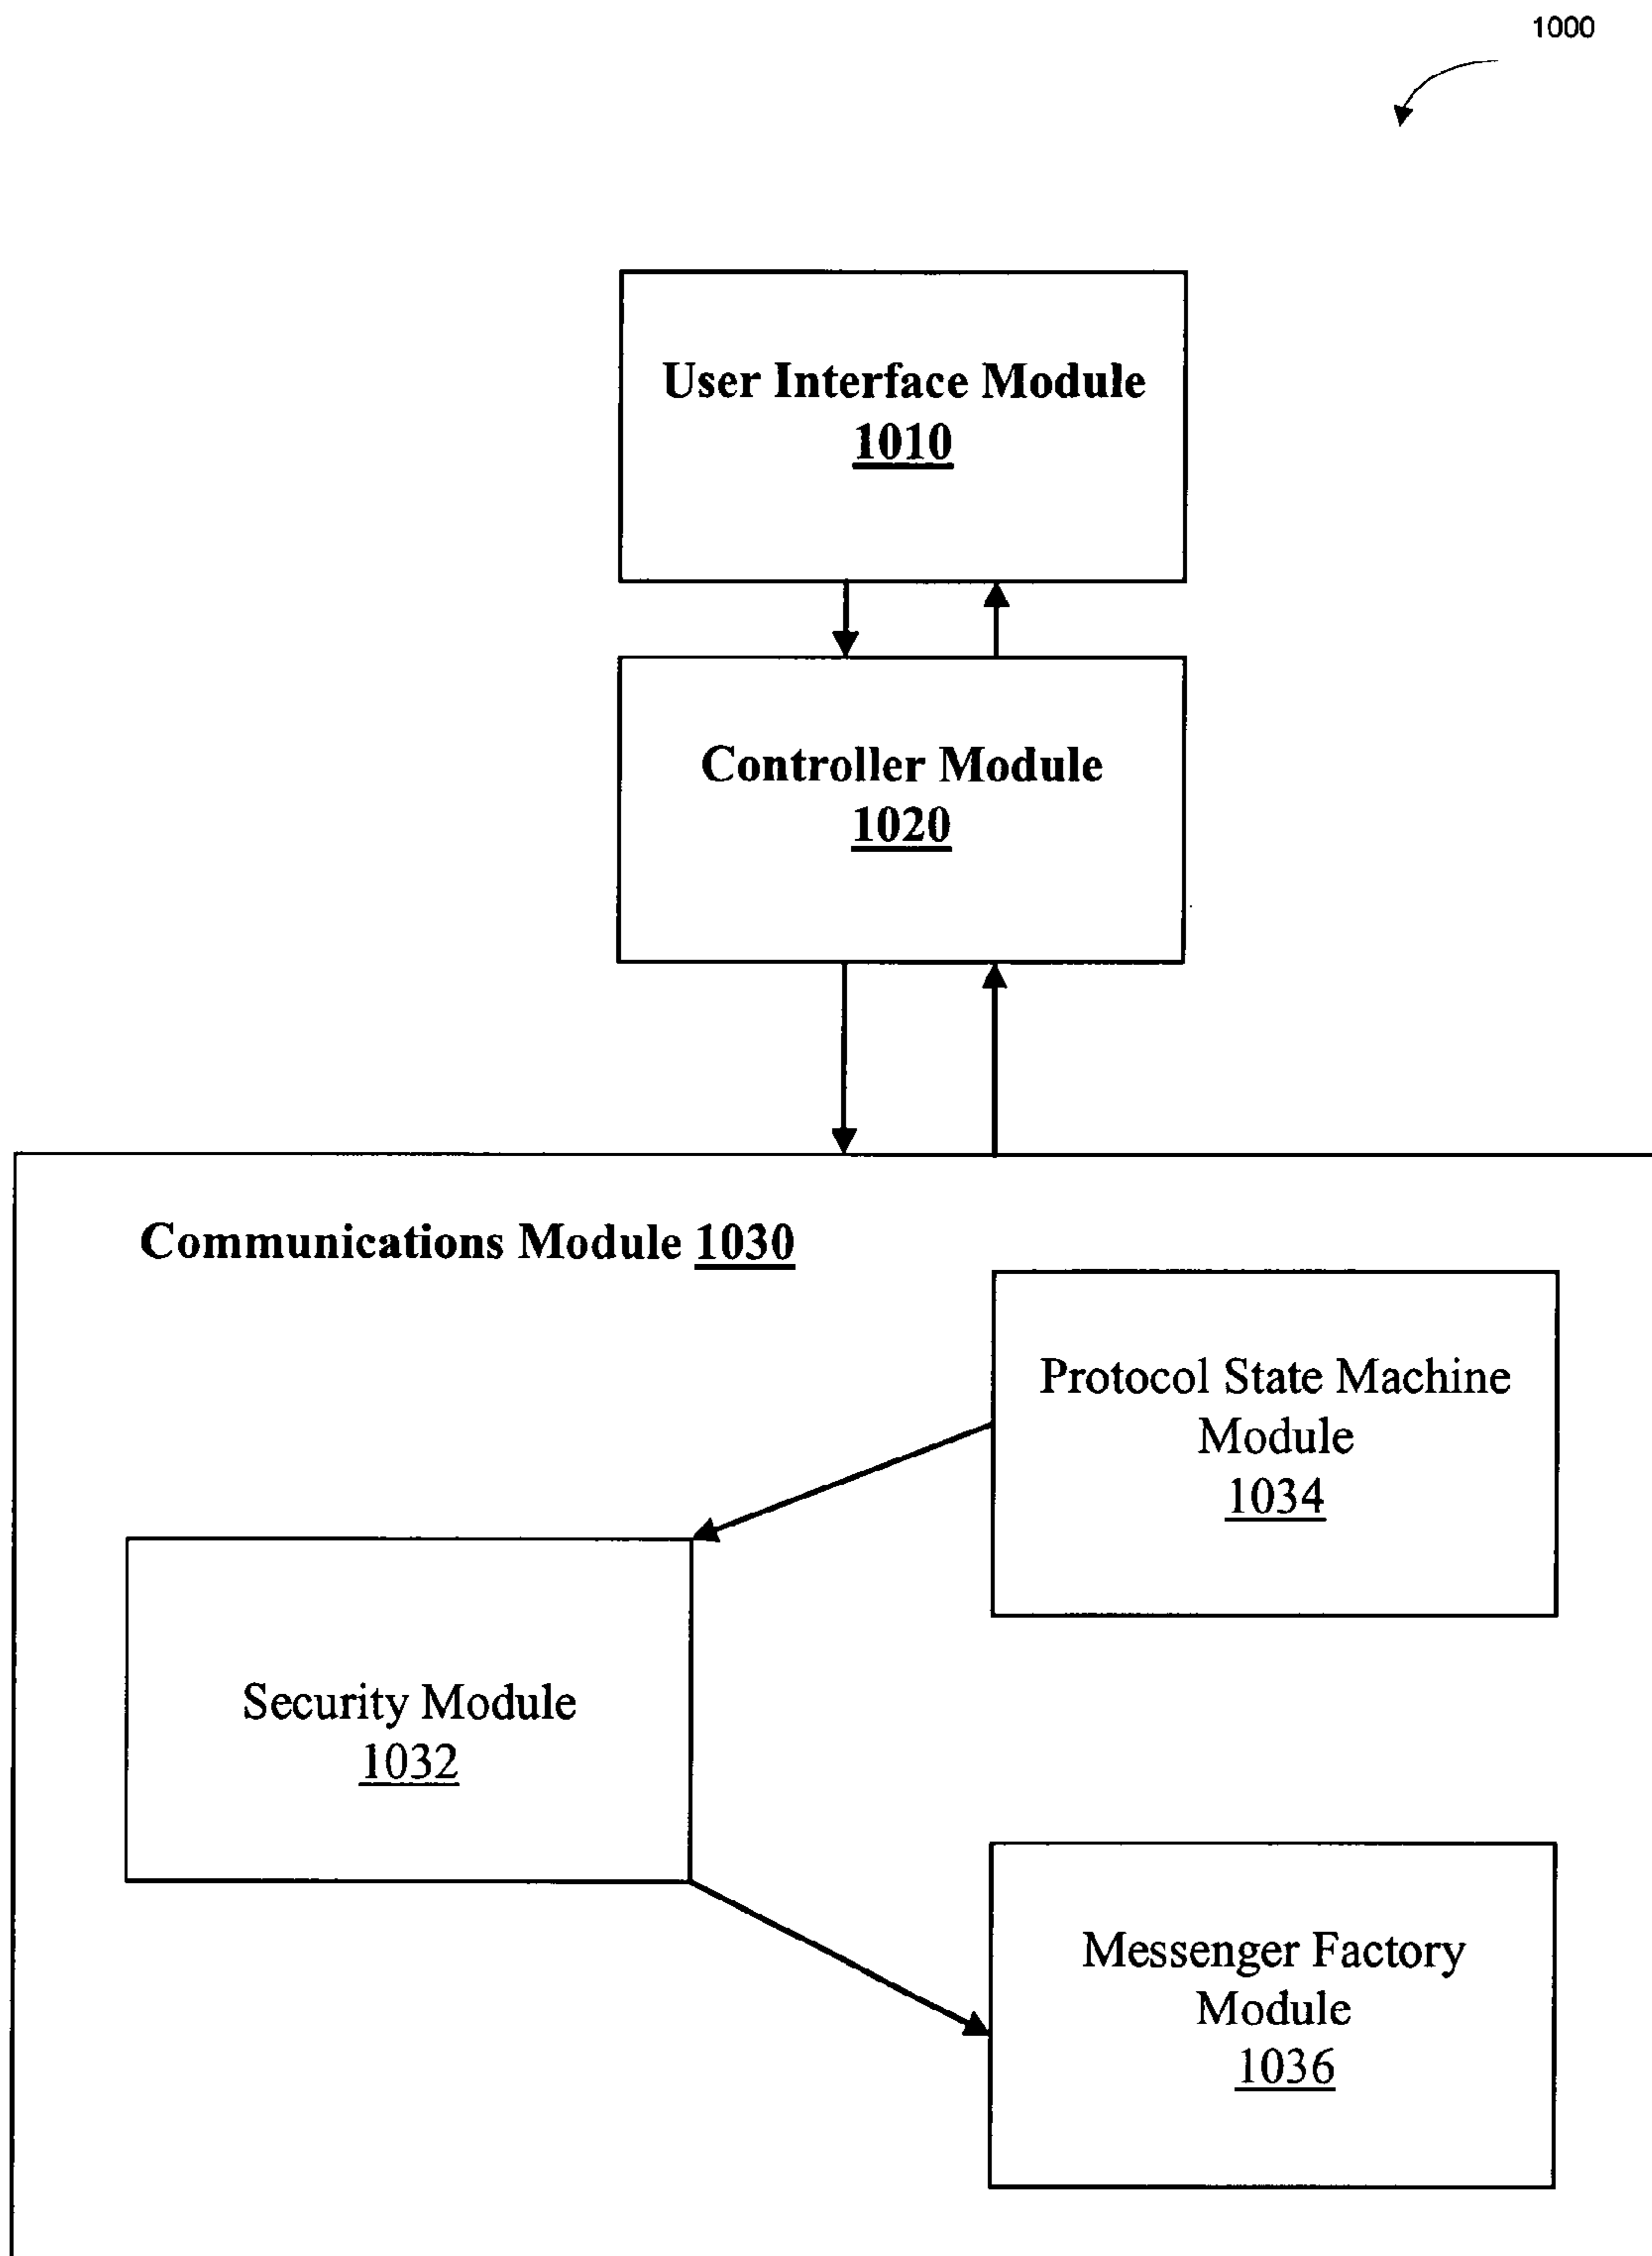 1000
User Interface Module
1010
Controller Module
1020
Communications Module 1030
Protocol State Machine
Module
1034
Security Module
1032
Messenger Factory
Module
1036